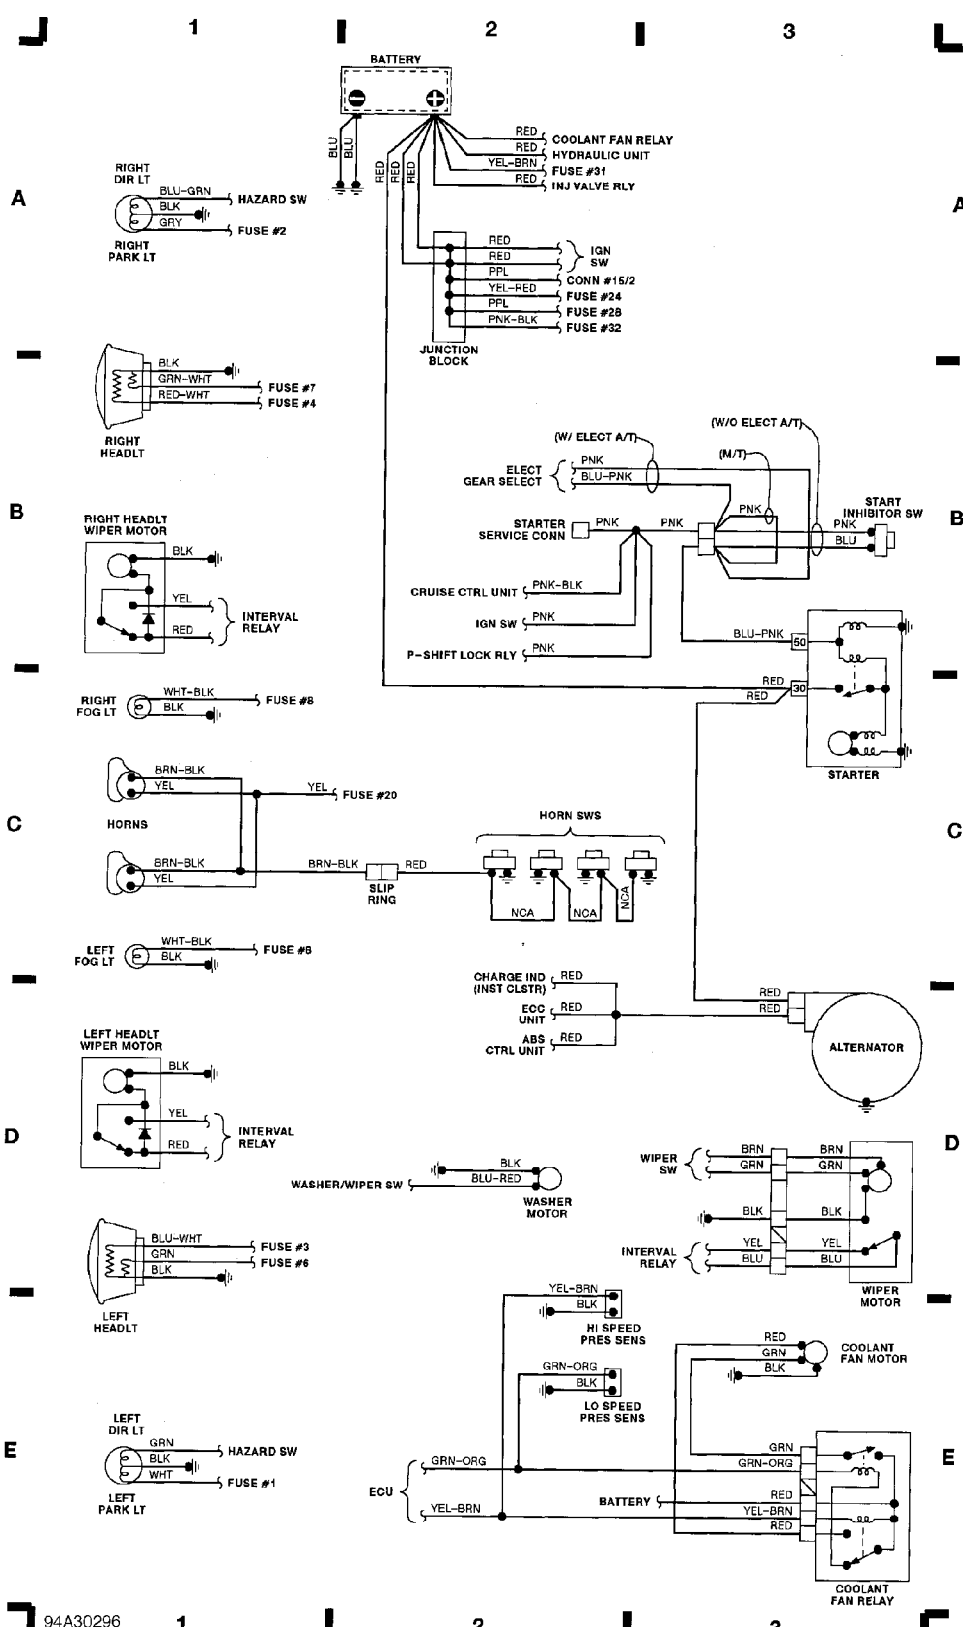 1 2 3
BATTERY
BLU
BLU
RED
RED
RED
RED COOLANT FAN RELAY
RED HYDRAULIC UNIT
YEL-BRN FUSE #31
RED INJ VALVE RLY
A
A
RIGHT
DIR LT
BLU-GRN HAZARD SW
BLK
GRY FUSE #2
RIGHT
PARK LT
RED IGN
RED SW
PPL CONN #15/2
YEL-RED FUSE #24
PPL FUSE #28
PNK-BLK FUSE #32
JUNCTION
BLOCK
BLK
GRN-WHT FUSE #7
RED-WHT FUSE #4
RIGHT
HEADLT
(W/O ELECT A/T)
(W/ ELECT A/T)
(M/T)
ELECT
GEAR SELECT
PNK
BLU-PNK
B
B
RIGHT HEADLT
WIPER MOTOR
BLK
YEL
RED
INTERVAL
RELAY
STARTER
SERVICE CONN
PNK PNK PNK
START
INHIBITOR SW
PNK
BLU
CRUISE CTRL UNIT PNK-BLK
IGN SW PNK
P-SHIFT LOCK RLY PNK
BLU-PNK 50
RED 30
RED
STARTER
RIGHT
FOG LT
WHT-BLK FUSE #8
BLK
BRN-BLK
YEL YEL FUSE #20
C
C
HORNS
BRN-BLK BRN-BLK RED
YEL
SLIP
RING
HORN SWS
NCA NCA NCA
LEFT
FOG LT
WHT-BLK FUSE #8
BLK
CHARGE IND
(INST CLSTR)
RED
ECC
UNIT
RED
ABS
CTRL UNIT
RED
RED
RED
ALTERNATOR
LEFT HEADLT
WIPER MOTOR
BLK
YEL
RED
INTERVAL
RELAY
D
D
BLK
WASHER/WIPER SW BLU-RED
WASHER
MOTOR
WIPER
SW
BRN BRN
GRN GRN
BLK BLK
INTERVAL
RELAY
YEL YEL
BLU BLU
WIPER
MOTOR
BLU-WHT FUSE #3
GRN FUSE #6
BLK
LEFT
HEADLT
YEL-BRN
BLK
HI SPEED
PRES SENS
GRN-ORG
BLK
LO SPEED
PRES SENS
RED
GRN
BLK
COOLANT
FAN MOTOR
E
E
LEFT
DIR LT
GRN HAZARD SW
BLK
WHT FUSE #1
LEFT
PARK LT
ECU
GRN-ORG
YEL-BRN
GRN
GRN-ORG
BATTERY RED
YEL-BRN
RED
COOLANT
FAN RELAY
94A30296 1 2